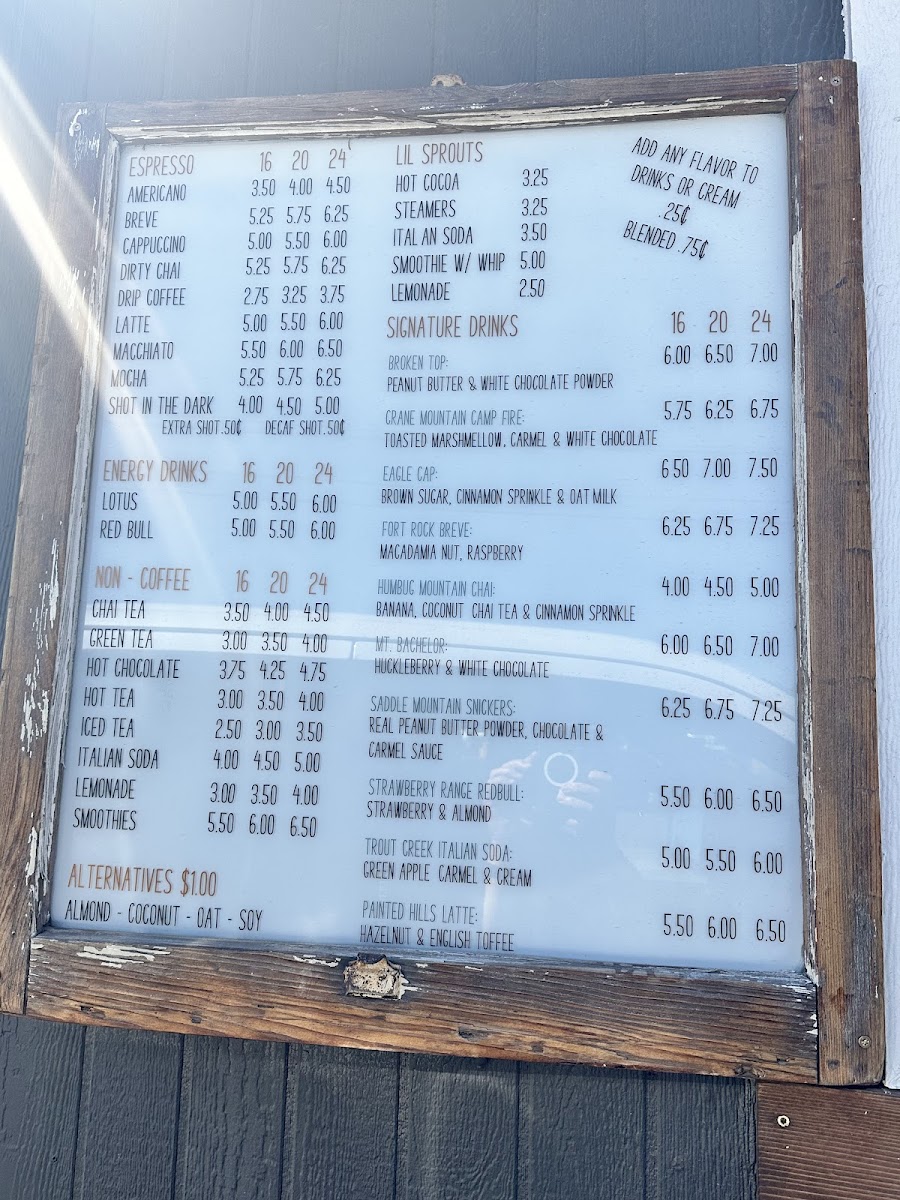 ESPRESSO 16 20 24
AMERICANO 3.50 4.00 4.50
BREVE 5.25 5.75 6.25
CAPPUCCINO 5.00 5.50 6.00
DIRTY CHAI 5.25 5.75 6.25
DRIP COFFEE 2.75 3.25 3.75
LATTE 5.00 5.50 6.00
MACCHIATO 5.50 6.00 6.50
MOCHA 5.25 5.75 6.25
SHOT IN THE DARK 4.00 4.50 5.00
EXTRA SHOT .50¢ DECAF SHOT .50¢
ENERGY DRINKS 16 20 24
LOTUS 5.00 5.50 6.00
RED BULL 5.00 5.50 6.00
NON - COFFEE 16 20 24
CHAI TEA 3.50 4.00 4.50
GREEN TEA 3.00 3.50 4.00
HOT CHOCOLATE 3.75 4.25 4.75
HOT TEA 3.00 3.50 4.00
ICED TEA 2.50 3.00 3.50
ITALIAN SODA 4.00 4.50 5.00
LEMONADE 3.00 3.50 4.00
SMOOTHIES 5.50 6.00 6.50
ALTERNATIVES $1.00
ALMOND - COCONUT - OAT - SOY
LIL SPROUTS
HOT COCOA 3.25
STEAMERS 3.25
ITAL AN SODA 3.50
SMOOTHIE W/ WHIP 5.00
LEMONADE 2.50
ADD ANY FLAVOR TO
DRINKS OR CREAM
.25¢
BLENDED .75¢
SIGNATURE DRINKS 16 20 24
BROKEN TOP: 6.00 6.50 7.00
PEANUT BUTTER & WHITE CHOCOLATE POWDER
CRANE MOUNTAIN CAMP FIRE: 5.75 6.25 6.75
TOASTED MARSHMELLOW, CARMEL & WHITE CHOCOLATE
EAGLE CAP: 6 50 7.00 7.50
BROWN SUGAR, CINNAMON SPRINKLE & OAT MILK
FORT ROCK BREVE: 6.25 6.75 7.25
MACADAMIA NUT, RASPBERRY
HUMBUG MOUNTAIN CHAI: 4.00 4.50 5.00
BANANA, COCONUT CHAI TEA & CINNAMON SPRINKLE
MT. BACHELOR: 6.00 6.50 7.00
HUCKLEBERRY & WHITE CHOCOLATE
SADDLE MOUNTAIN SNICKERS: 6.25 6.75 7.25
REAL PEANUT BUTTER POWDER, CHOCOLATE &
CARMEL SAUCE
STRAWBERRY RANGE REDBULL: 5.50 6.00 6.50
STRAWBERRY & ALMOND
TROUT CREEK ITALIAN SODA: 5.00 5.50 6.00
GREEN APPLE CARMEL & CREAM
PAINTED HILLS LATTE: 5.50 6.00 6.50
HAZELNUT & ENGLISH TOFFEE